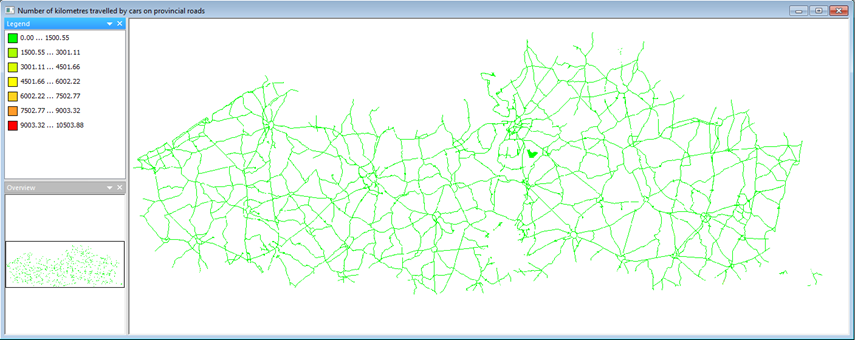 Number of kilometres travelled by cars on provincial roads
Legend
0.00 ... 1500.55
1500.55 ... 3001.11
3001.11 ... 4501.66
4501.66 ... 6002.22
6002.22 ... 7502.77
7502.77 ... 9003.32
9003.32 ... 10503.88
Overview